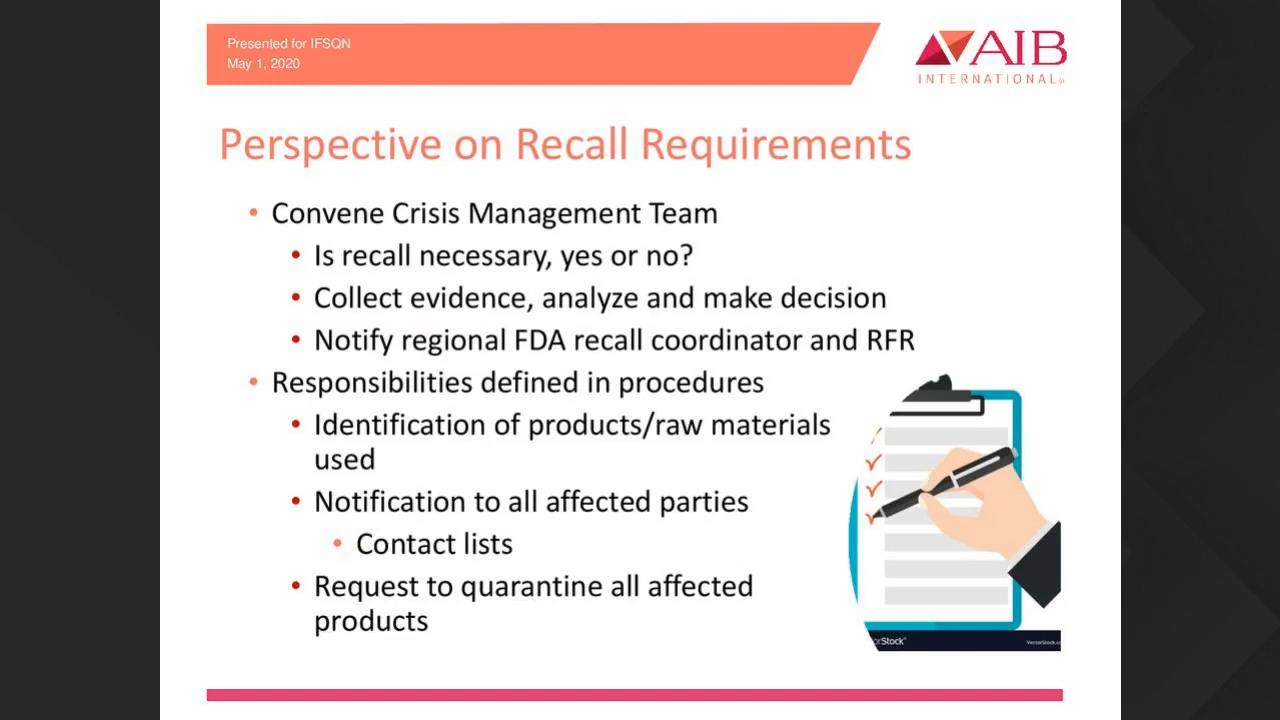 Presented for IFSQN
May 1, 2020
AIB
INTERNATIONAL
Perspective on Recall Requirements
• Convene Crisis Management Team
• Is recall necessary, yes or no?
• Collect evidence, analyze and make decision
• Notify regional FDA recall coordinator and RFR
• Responsibilities defined in procedures
• Identification of products/raw materials
used
• Notification to all affected parties
• Contact lists
• Request to quarantine all affected
products
orStock®
VectorStock.c